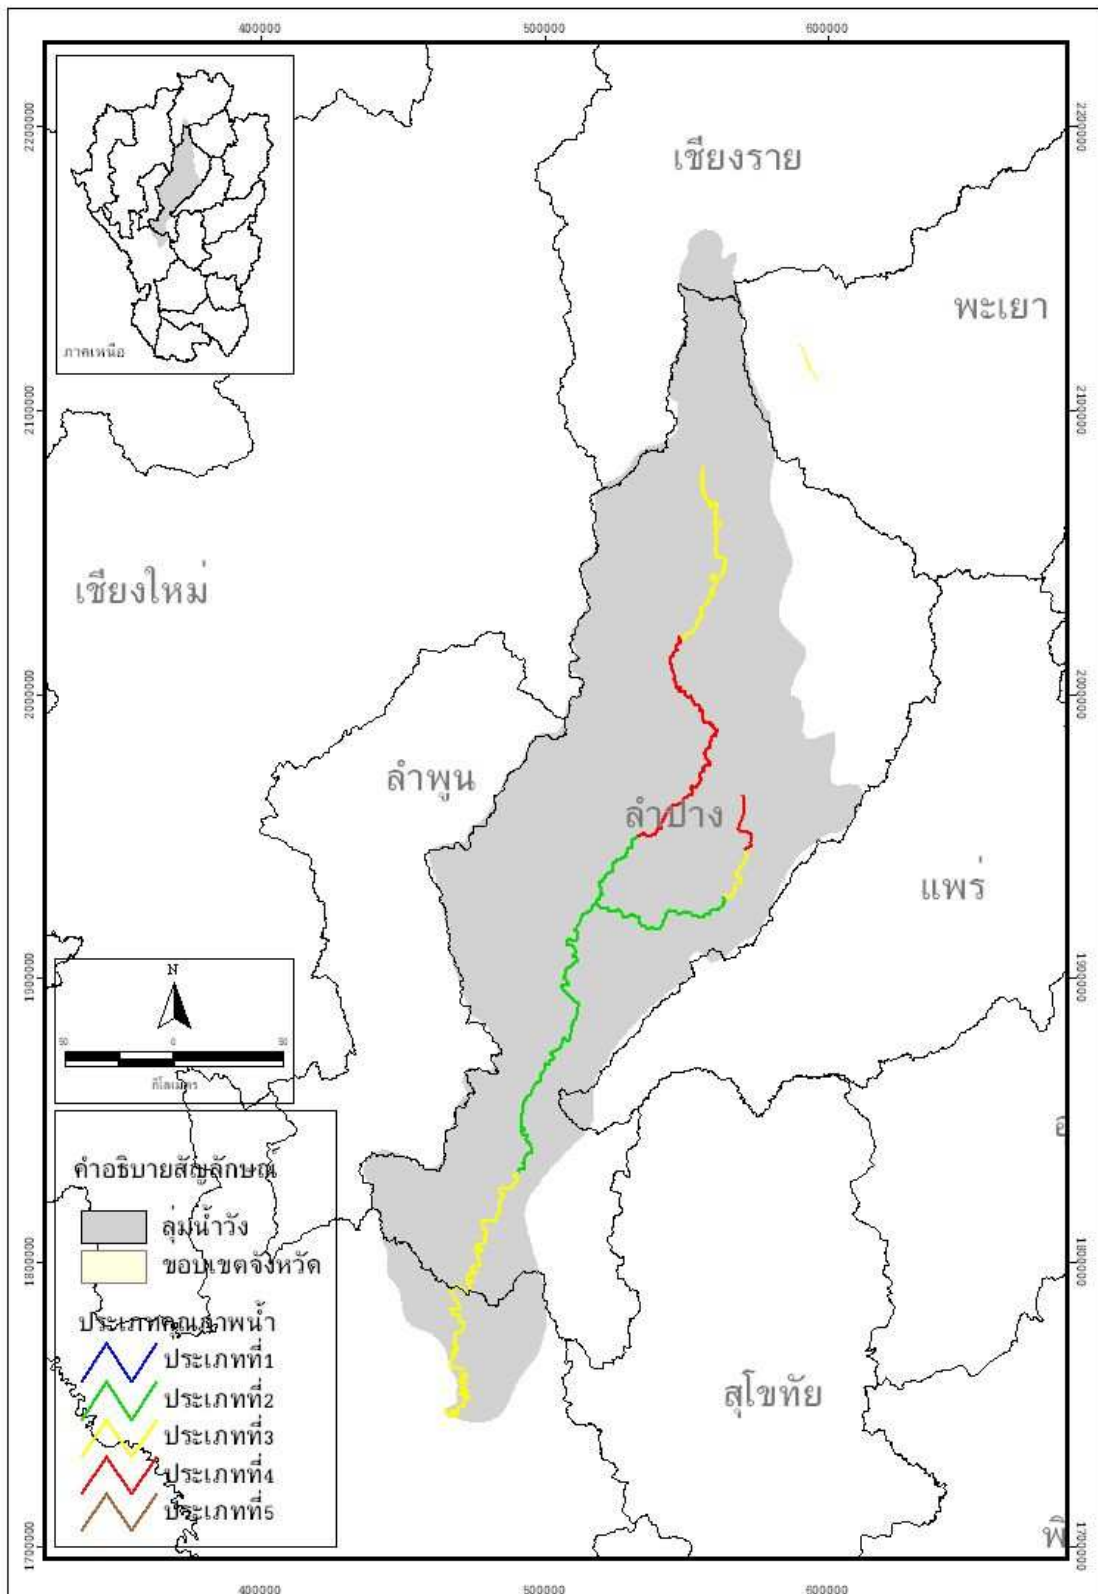 400000 500000 600000
2200000 2200000
เชียงราย
พะเยา
ภาคเหนือ
2100000 2100000
เชียงใหม่
2000000 2000000
ลำพูน
ลำปาง
แพร่
1900000 1900000
N
50 0 50
กิโลเมตร
คำอธิบายสัญลักษณ์
ลุ่มน้ำวัง
ขอบเขตจังหวัด
1800000 1800000
ประเภทคุณภาพน้ำ
ประเภทที่1
ประเภทที่2
ประเภทที่3
ประเภทที่4
ประเภทที่5
สุโขทัย
พิ
1700000 1700000
400000 500000 600000